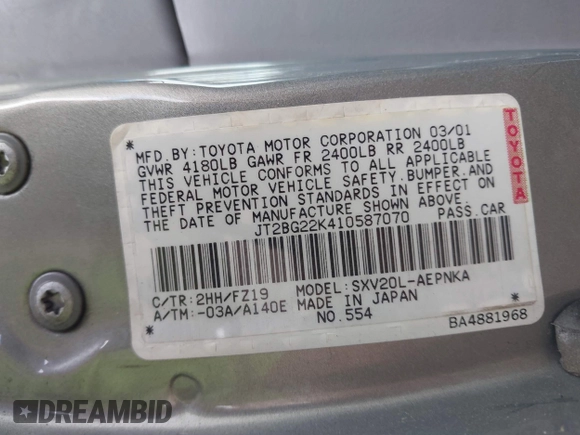 MFD.BY:TOYOTA MOTOR CORPORATION 03/01
GVWR 4180LB GAWR FR 2400LB RR 2400LB
THIS VEHICLE CONFORMS TO ALL APPLICABLE
FEDERAL MOTOR VEHICLE SAFETY,BUMPER,AND
THEFT PREVENTION STANDARDS IN EFFECT ON
THE DATE OF MANUFACTURE SHOWN ABOVE.
JT2BG22K410587070 PASS.CAR
C/TR:2HH/FZ19 MODEL:SXV20L-AEPNKA
A/TM:-03A/A140E MADE IN JAPAN
NO.554 BA4881968
TOYOTA
DREAMBID